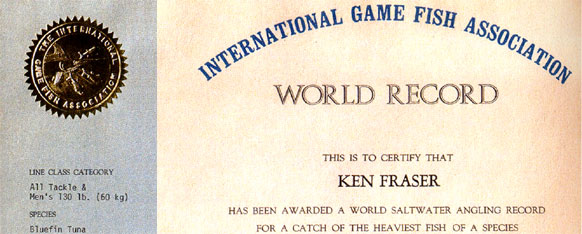 THE INTERNATIONAL
GAME FISH ASSOCIATION
LINE CLASS CATEGORY
All Tackle &
Men's 130 lb. (60 kg)
SPECIES
Bluefin Tuna
INTERNATIONAL GAME FISH ASSOCIATION
WORLD RECORD
THIS IS TO CERTIFY THAT
KEN FRASER
HAS BEEN AWARDED A WORLD SALTWATER ANGLING RECORD
FOR A CATCH OF THE HEAVIEST FISH OF A SPECIES